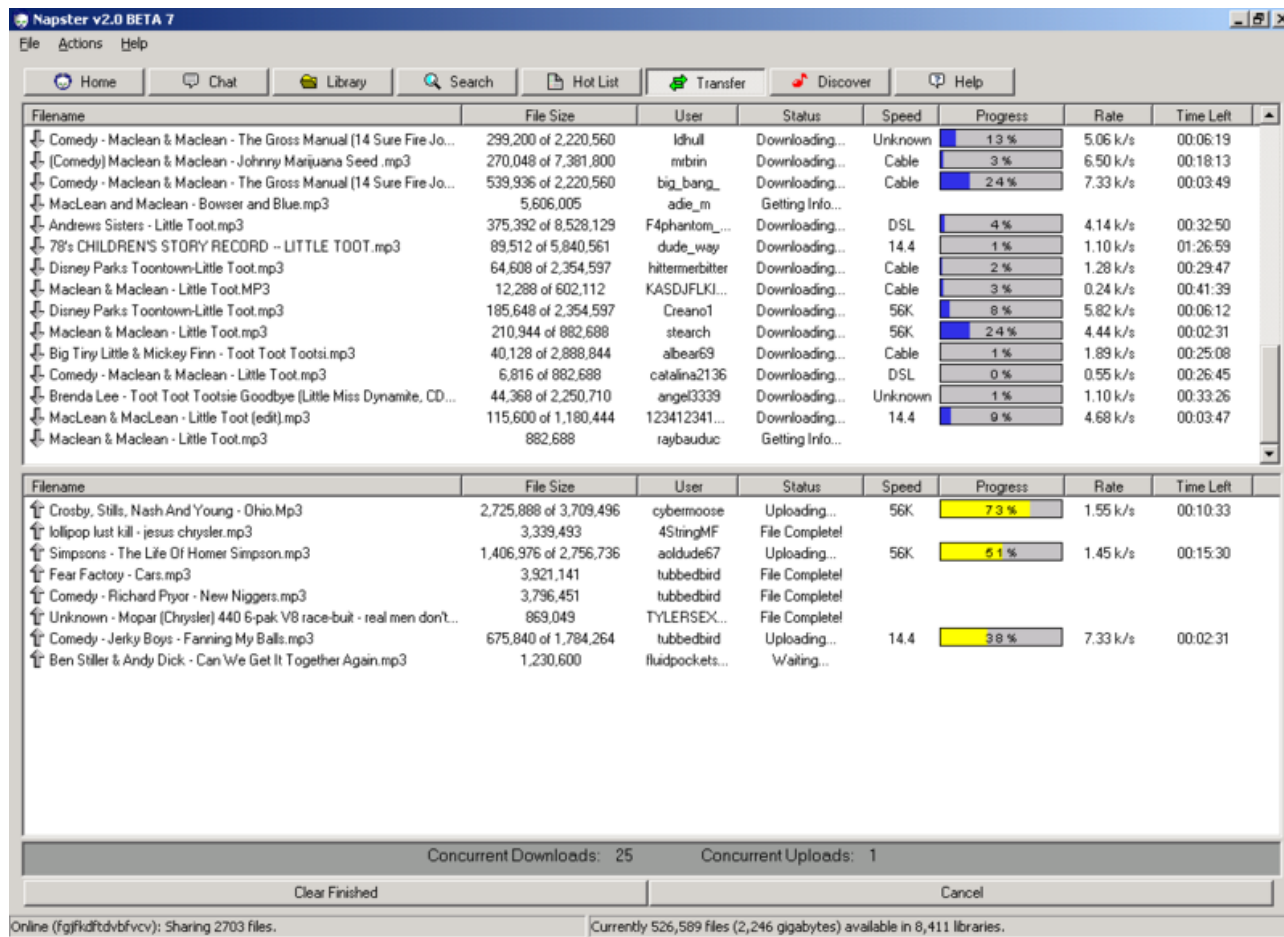 Napster v2.0 BETA 7
File Actions Help
Home Chat Library Search Hot List Transfer Discover Help
Filename File Size User Status Speed Progress Rate Time Left
Comedy - Maclean & Maclean - The Gross Manual (14 Sure Fire Jo... 299,200 of 2,220,560 ldhull Downloading... Unknown 13 % 5.06 k/s 00:06:19
(Comedy) Maclean & Maclean - Johnny Marijuana Seed .mp3 270,048 of 7,381,800 mrbrin Downloading... Cable 3 % 6.50 k/s 00:18:13
Comedy - Maclean & Maclean - The Gross Manual (14 Sure Fire Jo... 539,936 of 2,220,560 big_bang_ Downloading... Cable 24 % 7.33 k/s 00:03:49
MacLean and Maclean - Bowser and Blue.mp3 5,606,005 adie_m Getting Info...
Andrews Sisters - Little Toot.mp3 375,392 of 8,528,129 F4phantom_... Downloading... DSL 4 % 4.14 k/s 00:32:50
78's CHILDREN'S STORY RECORD -- LITTLE TOOT.mp3 89,512 of 5,840,561 dude_way Downloading... 14.4 1 % 1.10 k/s 01:26:59
Disney Parks Toontown-Little Toot.mp3 64,608 of 2,354,597 hittermerbitter Downloading... Cable 2 % 1.28 k/s 00:29:47
Maclean & Maclean - Little Toot.MP3 12,288 of 602,112 KASDJFLKJ... Downloading... Cable 3 % 0.24 k/s 00:41:39
Disney Parks Toontown-Little Toot.mp3 185,648 of 2,354,597 Creano1 Downloading... 56K 8 % 5.82 k/s 00:06:12
Maclean & Maclean - Little Toot.mp3 210,944 of 882,688 stearch Downloading... 56K 24 % 4.44 k/s 00:02:31
Big Tiny Little & Mickey Finn - Toot Toot Tootsi.mp3 40,128 of 2,888,844 albear69 Downloading... Cable 1 % 1.89 k/s 00:25:08
Comedy - Maclean & Maclean - Little Toot.mp3 6,816 of 882,688 catalina2136 Downloading... DSL 0 % 0.55 k/s 00:26:45
Brenda Lee - Toot Toot Tootsie Goodbye (Little Miss Dynamite, CD... 44,368 of 2,250,710 angel3339 Downloading... Unknown 1 % 1.10 k/s 00:33:26
MacLean & MacLean - Little Toot (edit).mp3 115,600 of 1,180,444 123412341... Downloading... 14.4 9 % 4.68 k/s 00:03:47
Maclean & Maclean - Little Toot.mp3 882,688 raybauduc Getting Info...
Filename File Size User Status Speed Progress Rate Time Left
Crosby, Stills, Nash And Young - Ohio.Mp3 2,725,888 of 3,709,496 cybermoose Uploading... 56K 73 % 1.55 k/s 00:10:33
lollipop lust kill - jesus chrysler.mp3 3,339,493 4StringMF File Complete!
Simpsons - The Life Of Homer Simpson.mp3 1,406,976 of 2,756,736 aoldude67 Uploading... 56K 51 % 1.45 k/s 00:15:30
Fear Factory - Cars.mp3 3,921,141 tubbedbird File Complete!
Comedy - Richard Pryor - New Niggers.mp3 3,796,451 tubbedbird File Complete!
Unknown - Mopar (Chrysler) 440 6-pak V8 race-buit - real men don't... 869,049 TYLERSEX... File Complete!
Comedy - Jerky Boys - Fanning My Balls.mp3 675,840 of 1,784,264 tubbedbird Uploading... 14.4 38 % 7.33 k/s 00:02:31
Ben Stiller & Andy Dick - Can We Get It Together Again.mp3 1,230,600 fluidpockets... Waiting...
Concurrent Downloads: 25 Concurrent Uploads: 1
Clear Finished Cancel
Online (fgjfkdftdvbfvcv): Sharing 2703 files. Currently 526,589 files (2,246 gigabytes) available in 8,411 libraries.